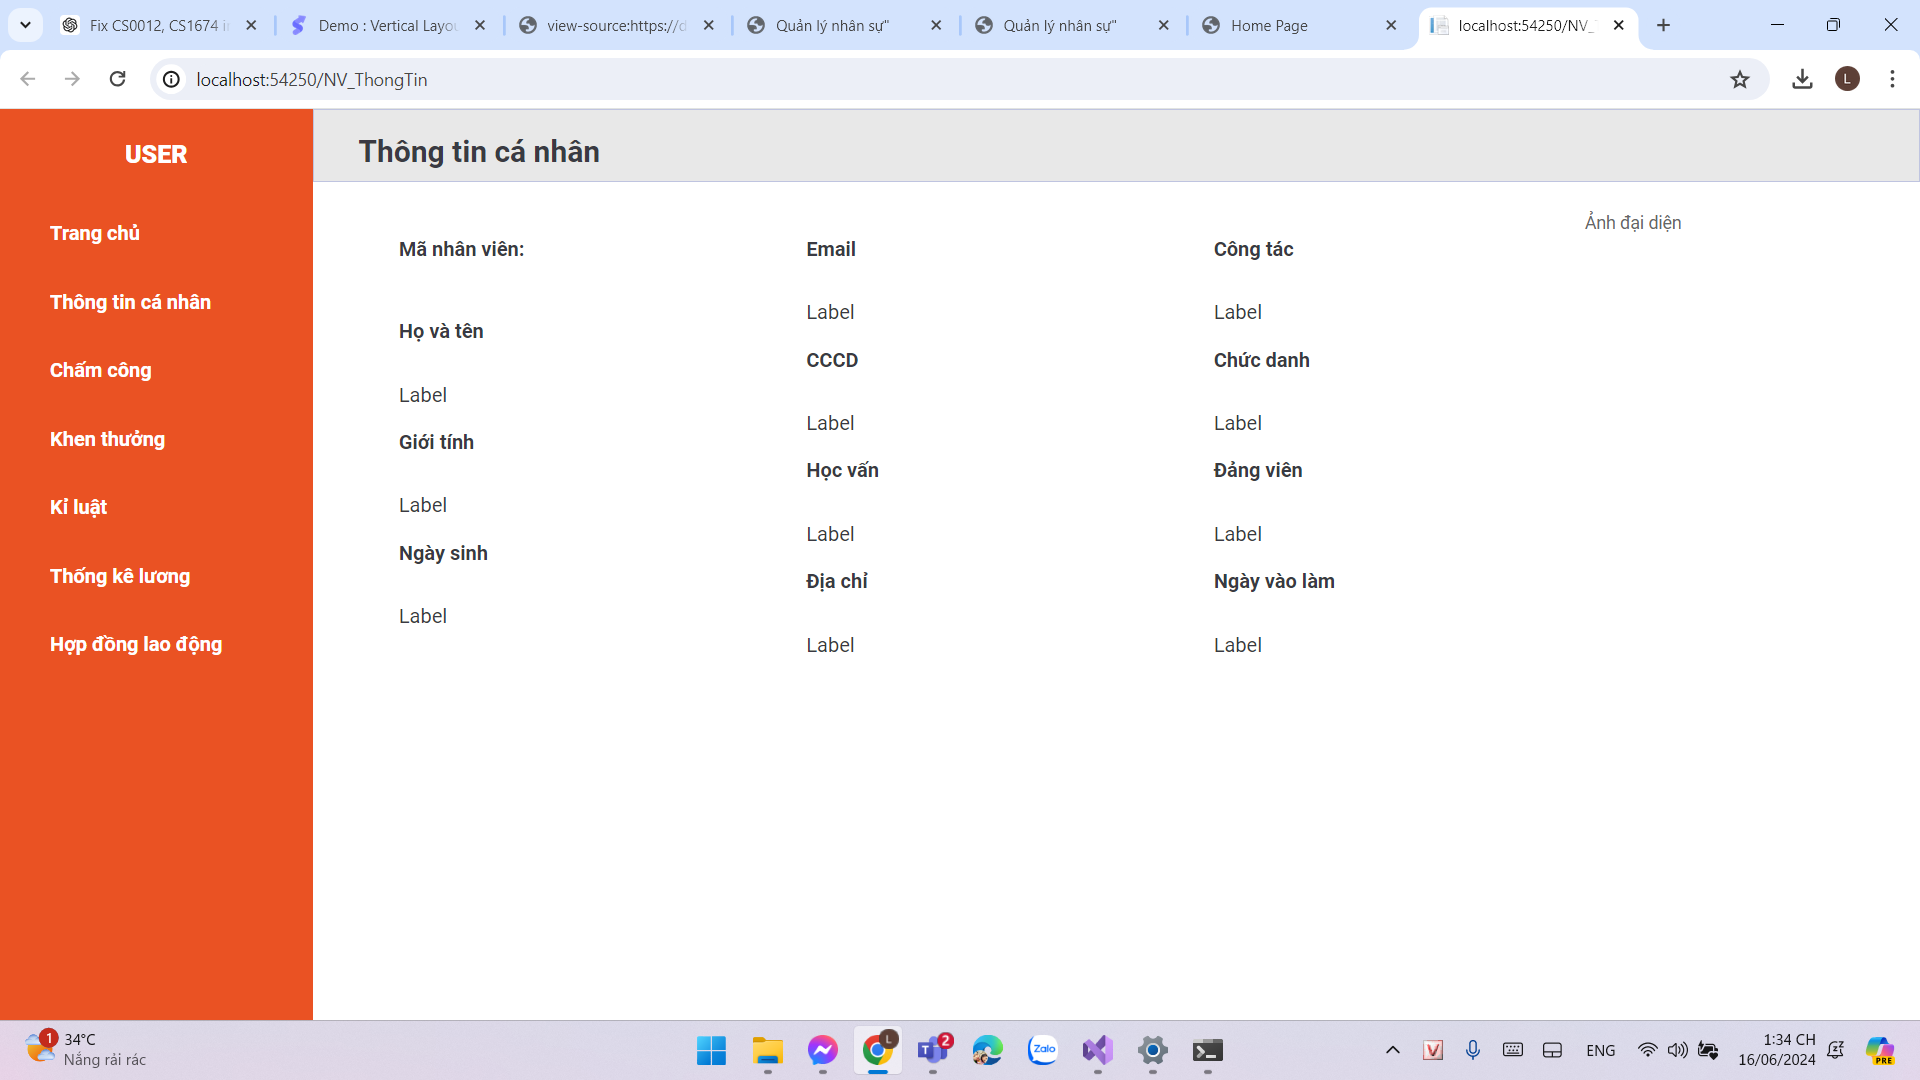 Fix CS0012, CS1674 i
Demo : Vertical Layou
view-source:https://d
Quản lý nhân sự"
Quản lý nhân sự"
Home Page
localhost:54250/NV_
localhost:54250/NV_ThongTin
L
USER
Trang chủ
Thông tin cá nhân
Chấm công
Khen thưởng
Kỉ luật
Thống kê lương
Hợp đồng lao động
Thông tin cá nhân
Mã nhân viên:
Họ và tên
Label
Giới tính
Label
Ngày sinh
Label
Email
Label
CCCD
Label
Học vấn
Label
Địa chỉ
Label
Công tác
Label
Chức danh
Label
Đảng viên
Label
Ngày vào làm
Label
Ảnh đại diện
1
34°C
Nắng rải rác
L
2
Zalo
V
ENG
1:34 CH
16/06/2024
PRE